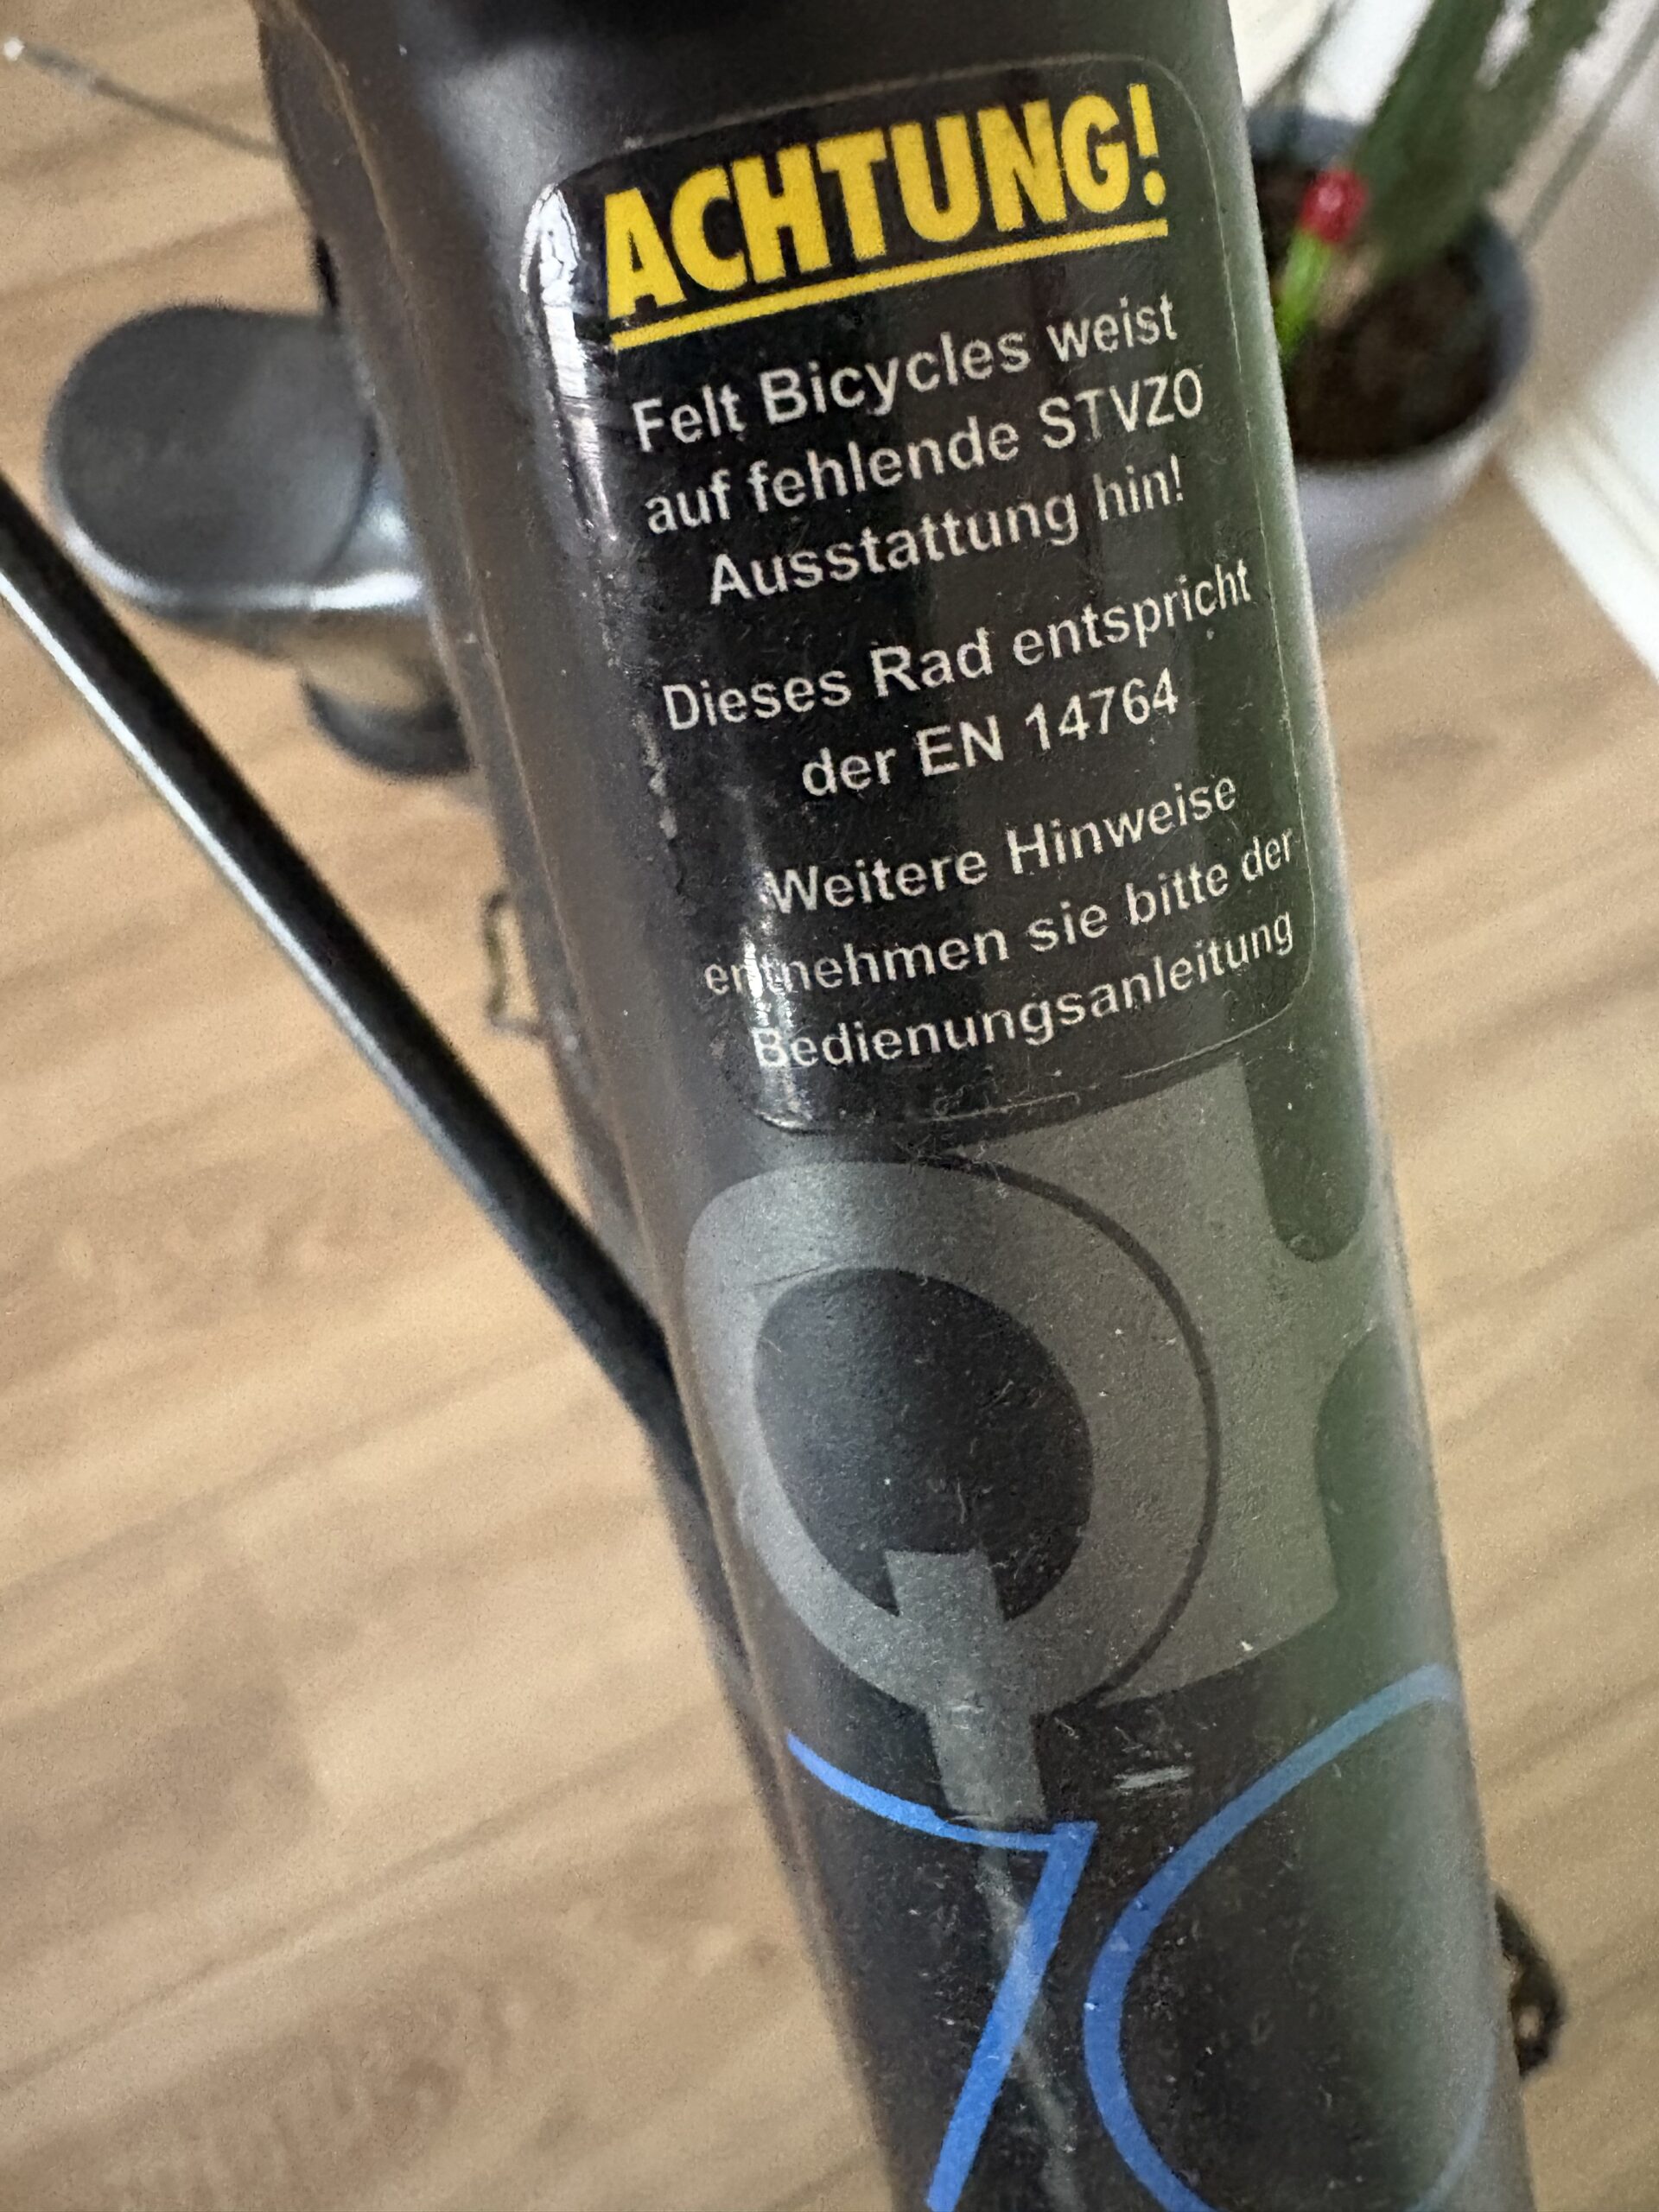 ACHTUNG!
Felt Bicycles weist
auf fehlende STVZO
Ausstattung hin!
Dieses Rad entspricht
der EN 14764
Weitere Hinweise
entnehmen sie bitte der
Bedienungsanleitung